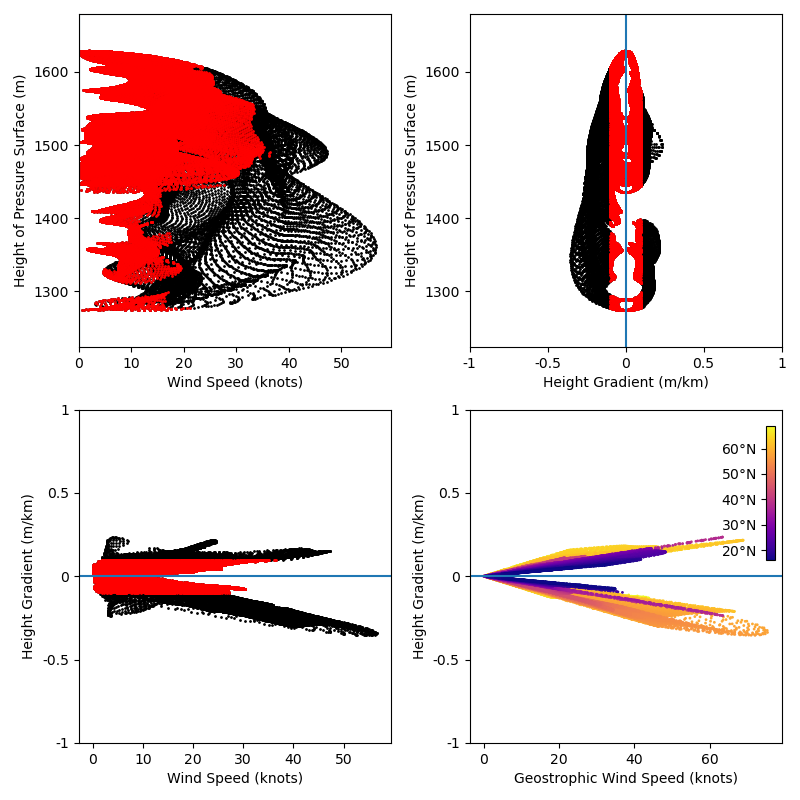 Height of Pressure Surface (m)
1600
1500
1400
1300
0 10 20 30 40 50
Wind Speed (knots)
Height of Pressure Surface (m)
1600
1500
1400
1300
-1 -0.5 0 0.5 1
Height Gradient (m/km)
Height Gradient (m/km)
1
0.5
0
-0.5
-1
0 10 20 30 40 50
Wind Speed (knots)
Height Gradient (m/km)
1
0.5
0
-0.5
-1
60°N
50°N
40°N
30°N
20°N
0 20 40 60
Geostrophic Wind Speed (knots)